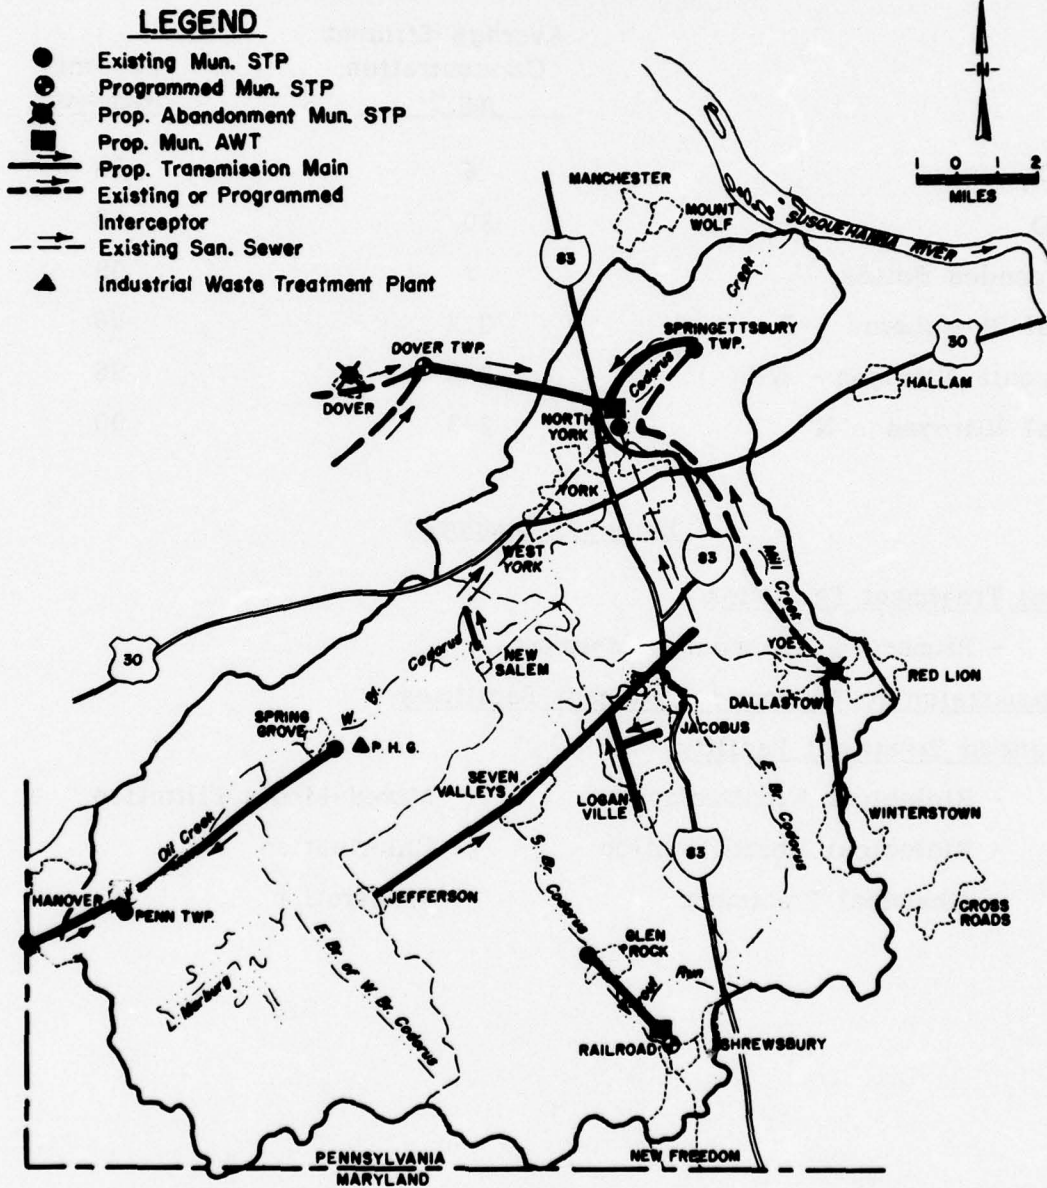 LEGEND
Existing Mun. STP
Programmed Mun. STP
Prop. Abandonment Mun. STP
Prop. Mun. AWT
Prop. Transmission Main
Existing or Programmed
Interceptor
Existing San. Sewer
Industrial Waste Treatment Plant
N
1 0 2
MILES
MANCHESTER
MOUNT
WOLF
SUSQUEHANNA RIVER
83
Creek
30
SPRINGETTSBURY
TWP.
DOVER TWP.
Codorus
HALLAM
DOVER
NORTH
YORK
YORK
WEST
YORK
83
Mill Creek
30
Codorus
W. Br.
NEW
SALEM
YOE
RED LION
DALLASTOWN
SPRING
GROVE
P. H. G.
JACOBUS
SEVEN
VALLEYS
LOGAN
VILLE
E. Br. Codorus
WINTERSTOWN
Oil Creek
S. Br. Codorus
83
HANOVER
PENN TWP.
JEFFERSON
CROSS
ROADS
GLEN
ROCK
Run
L. Marburg
E. Br. of W. Br. Codorus
RAILROAD
SHREWSBURY
PENNSYLVANIA
MARYLAND
NEW FREEDOM